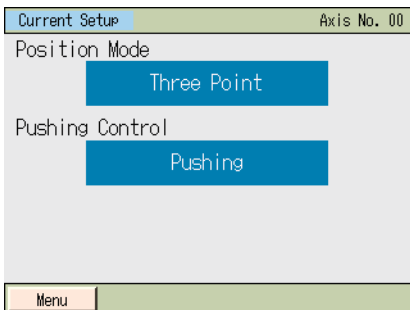 Current Setup Axis No. 00
Position Mode
Three Point
Pushing Control
Pushing
Menu